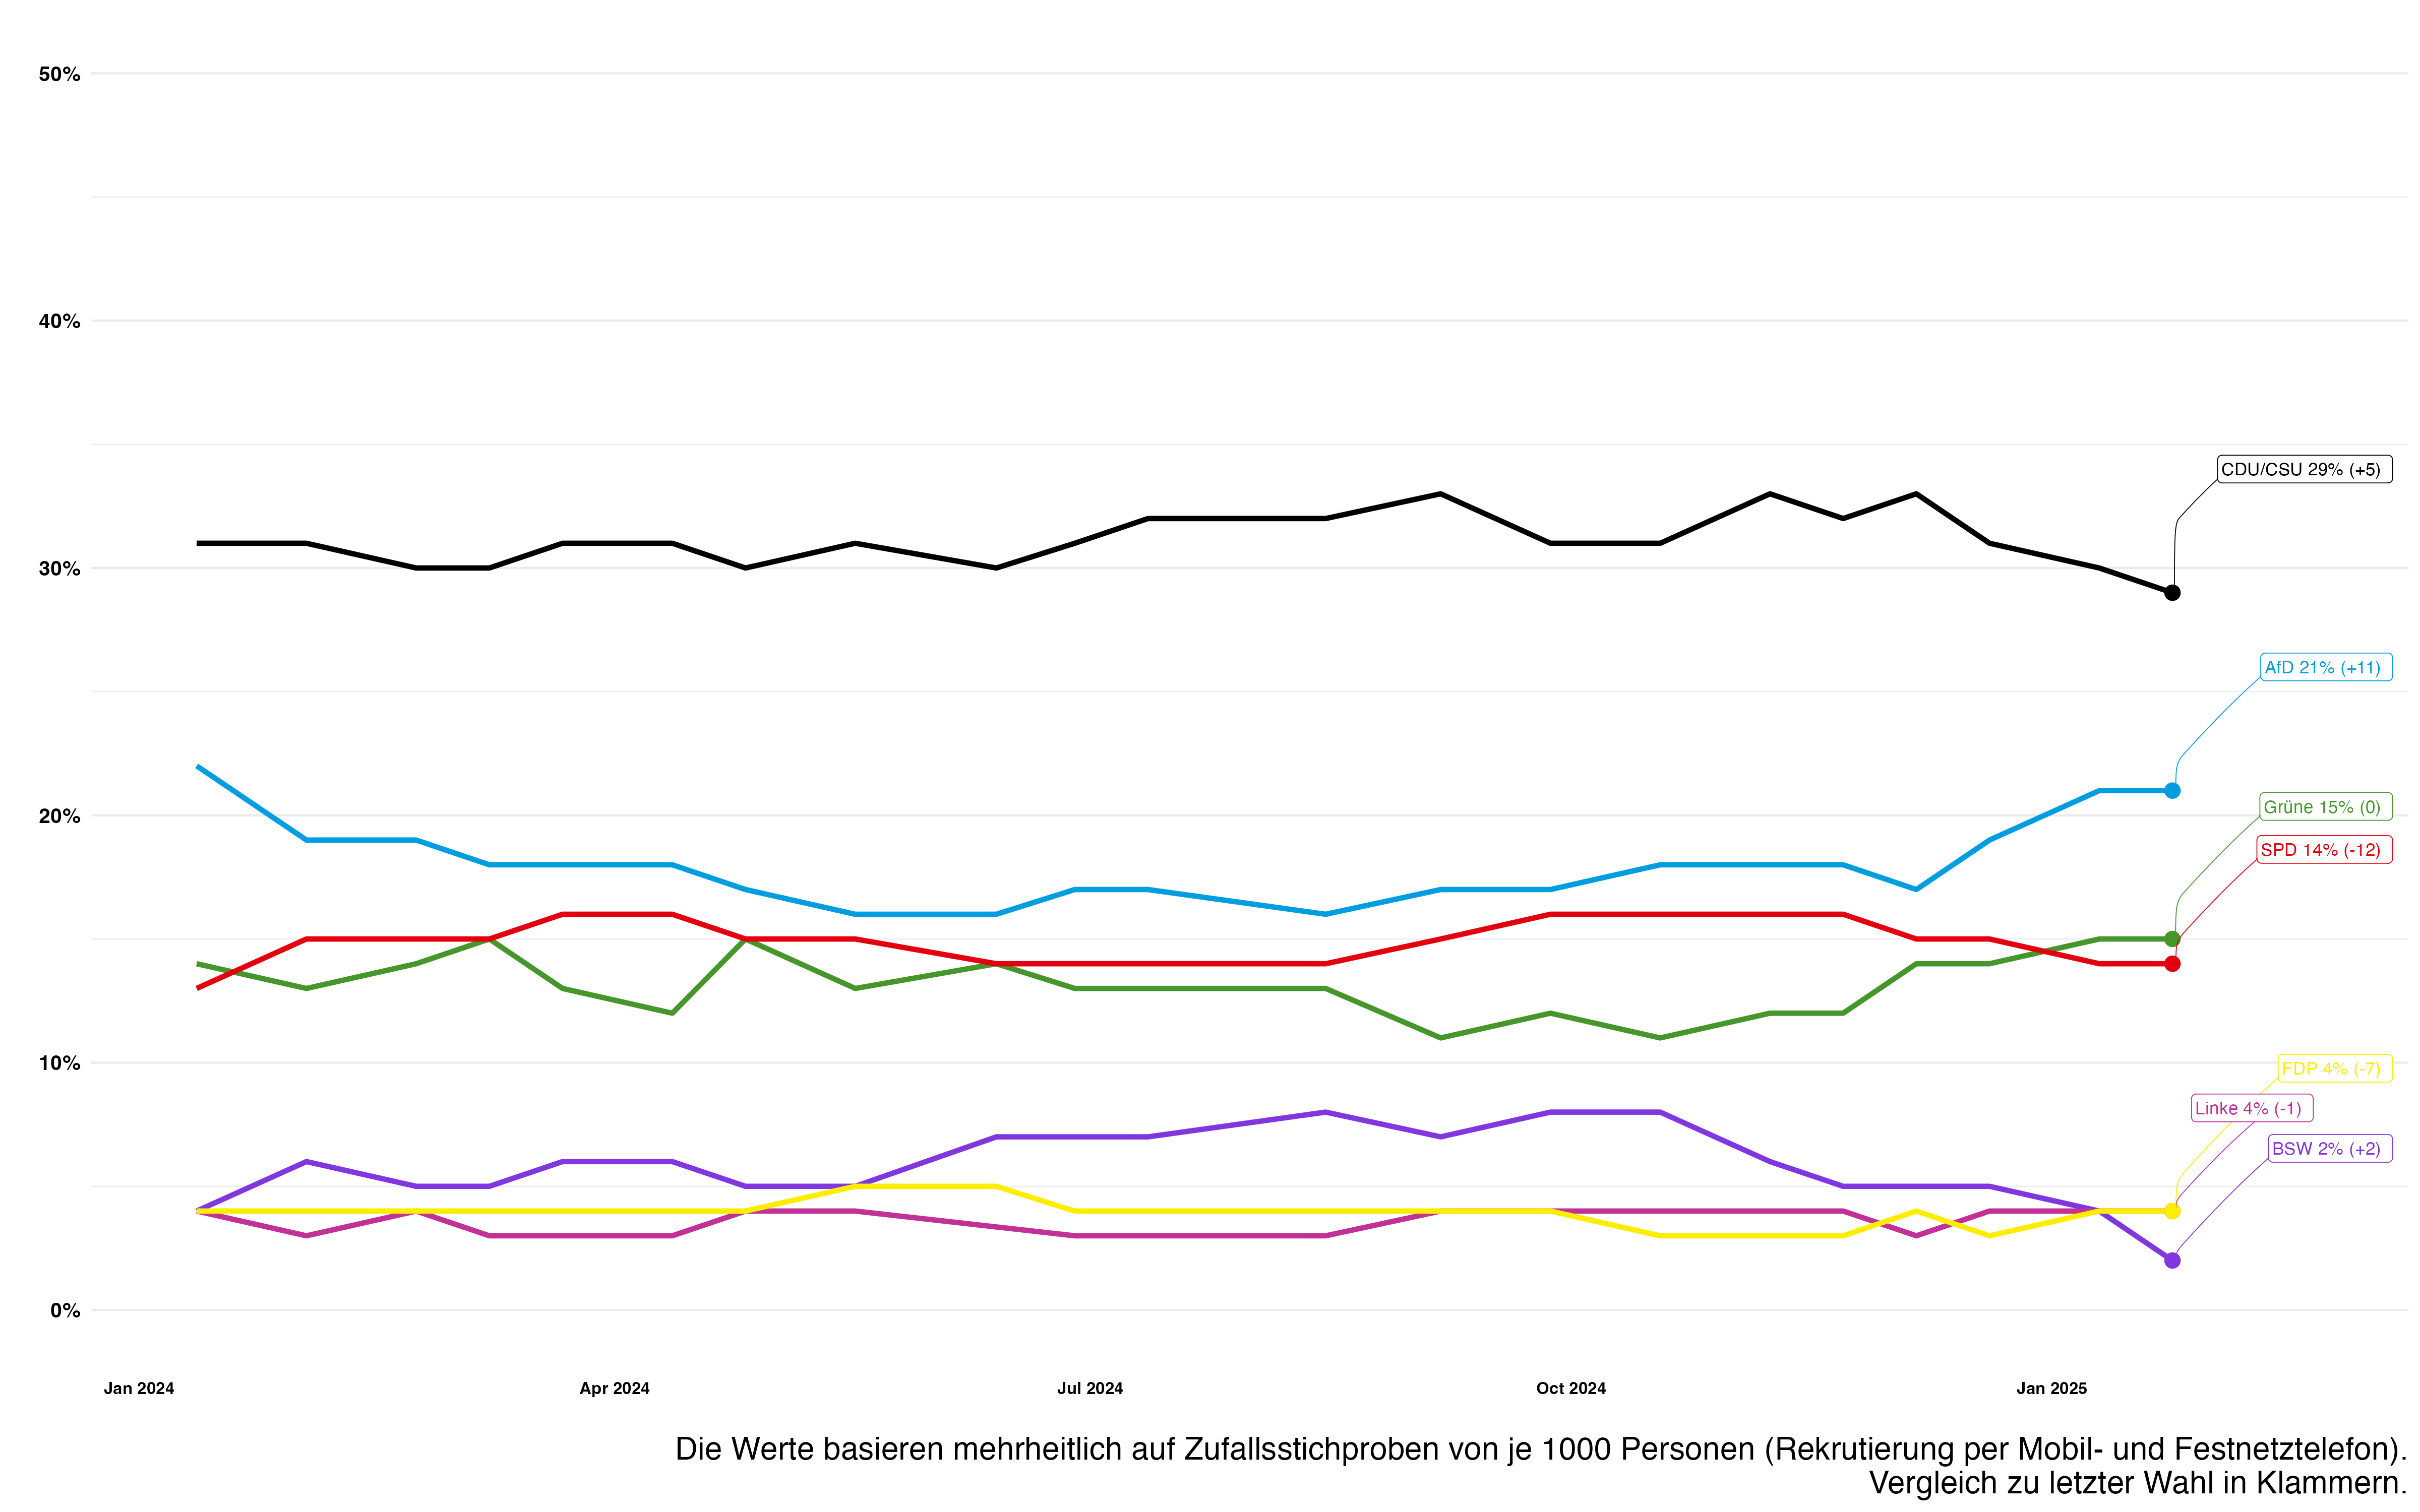 50%
40%
30%
20%
10%
0%
CDU/CSU 29% (+5)
AfD 21% (+11)
Grüne 15% (0)
SPD 14% (-12)
FDP 4% (-7)
Linke 4% (-1)
BSW 2% (+2)
Jan 2024
Apr 2024
Jul 2024
Oct 2024
Jan 2025
Die Werte basieren mehrheitlich auf Zufallsstichproben von je 1000 Personen (Rekrutierung per Mobil- und Festnetztelefon).
Vergleich zu letzter Wahl in Klammern.